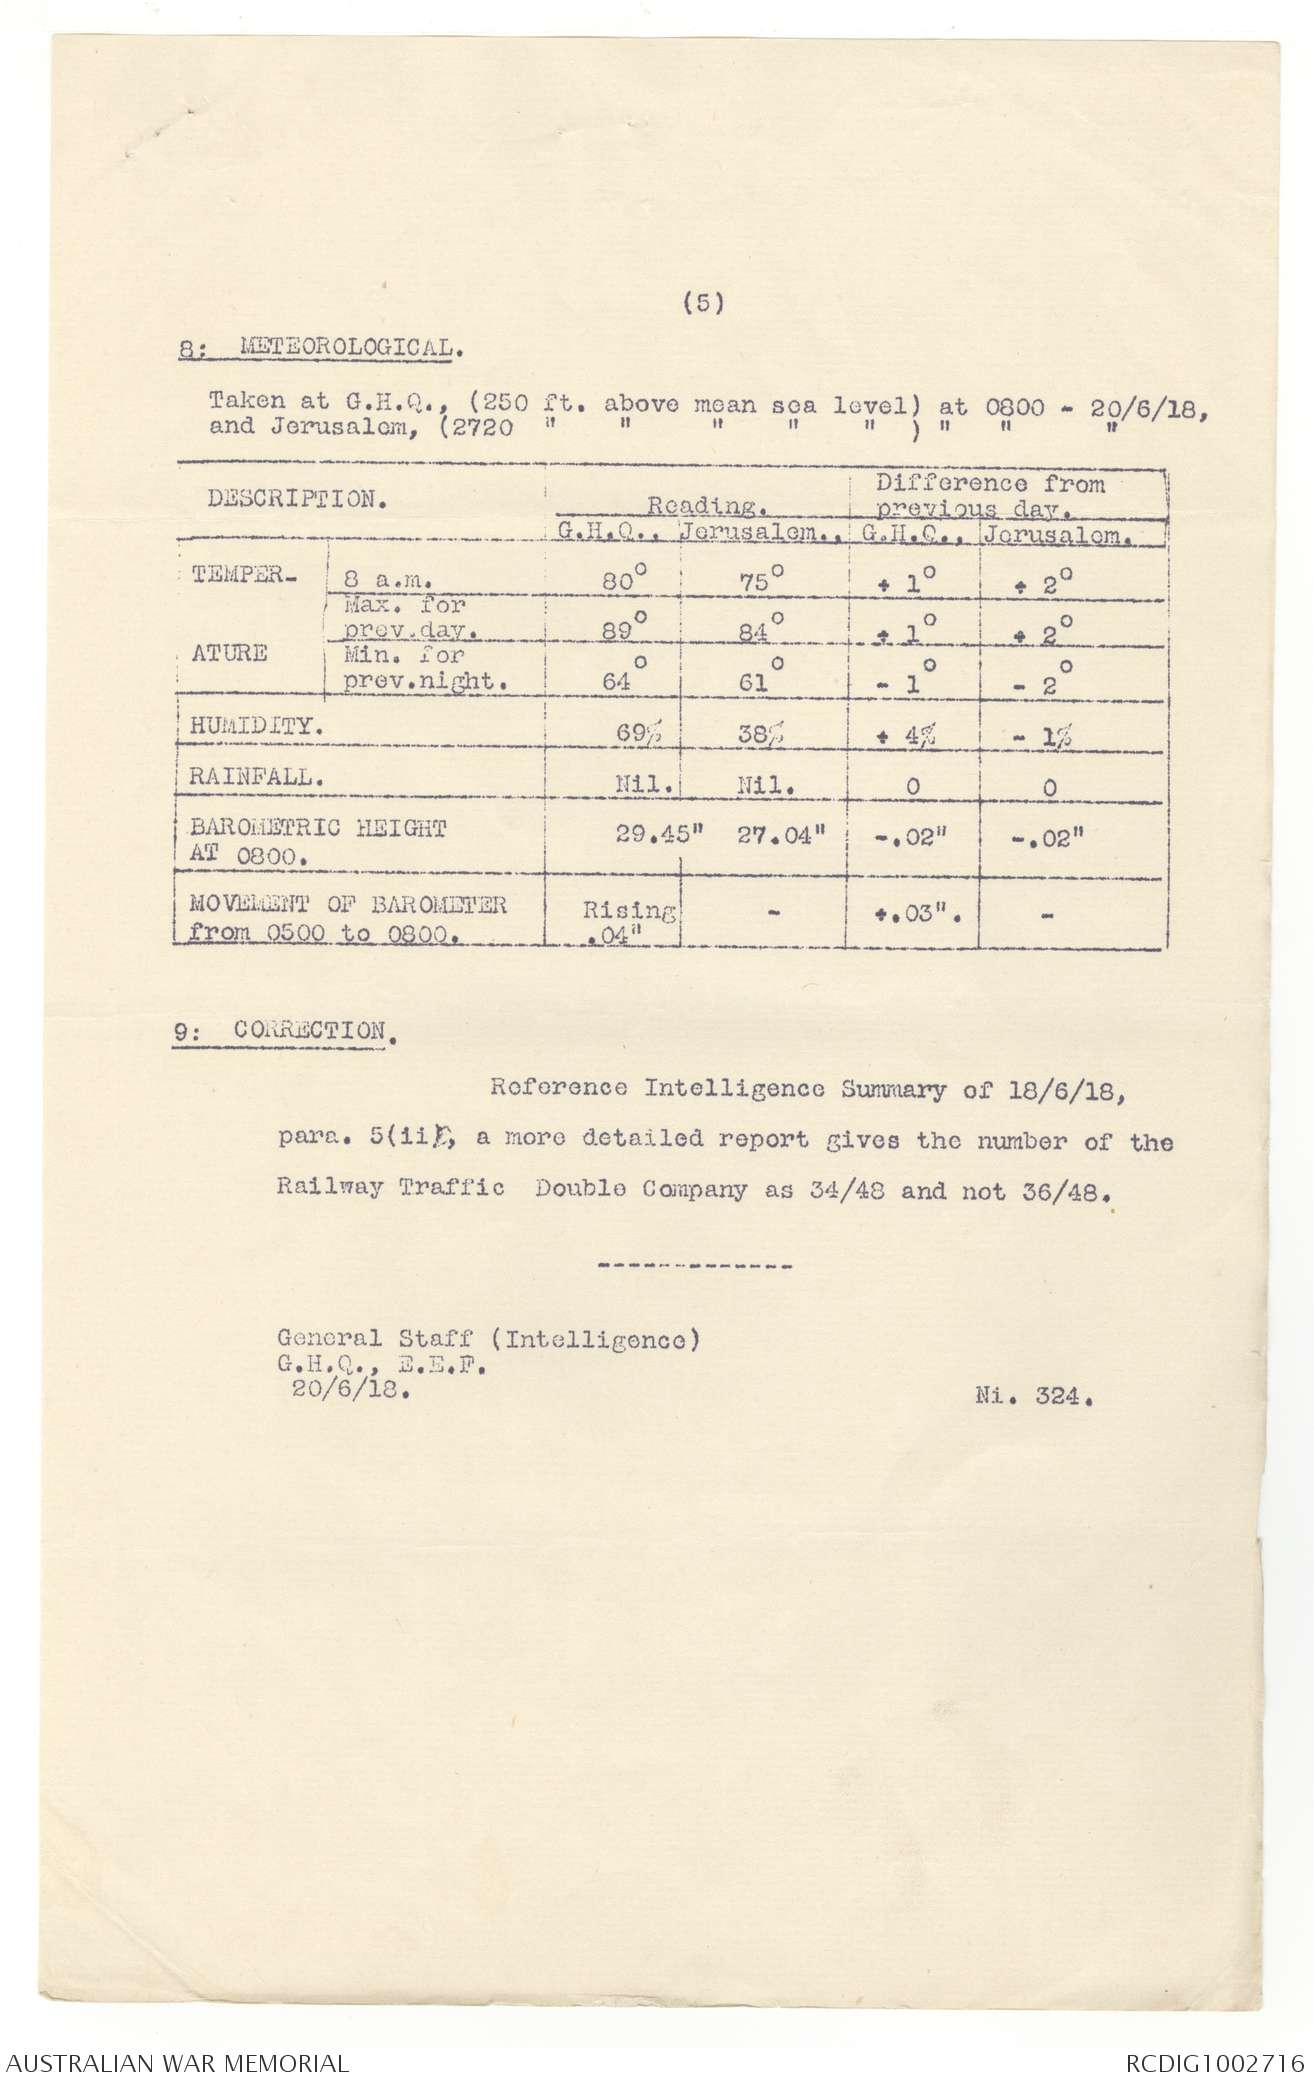 (5)
8: METEOROLOGICAL.
Taken at G.H.Q., (250 ft. above mean sea level) at 0800 - 20/6/18,
and Jerusalem, (2720 " " " " " ) " " "
DESCRIPTION. Reading. Difference from previous day.
G.H.Q., Jerusalem., G.H.Q., Jerusalem.
TEMPER- 8 a.m. 80° 75° + 1° + 2°
Max. for
prev.day. 89° 84° + 1° + 2°
ATURE Min. for
prev.night. 64° 61° - 1° - 2°
HUMIDITY. 69% 38% + 4% - 1%
RAINFALL. Nil. Nil. 0 0
BAROMETRIC HEIGHT
AT 0800. 29.45" 27.04" -.02" -.02"
MOVEMENT OF BAROMETER Rising - +.03". -
from 0500 to 0800. .04"
9: CORRECTION.
Reference Intelligence Summary of 18/6/18,
para. 5(ii), a more detailed report gives the number of the
Railway Traffic Double Company as 34/48 and not 36/48.
-------------
General Staff (Intelligence)
G.H.Q., E.E.F.
20/6/18.
Ni. 324.
AUSTRALIAN WAR MEMORIAL
RCDIG1002716